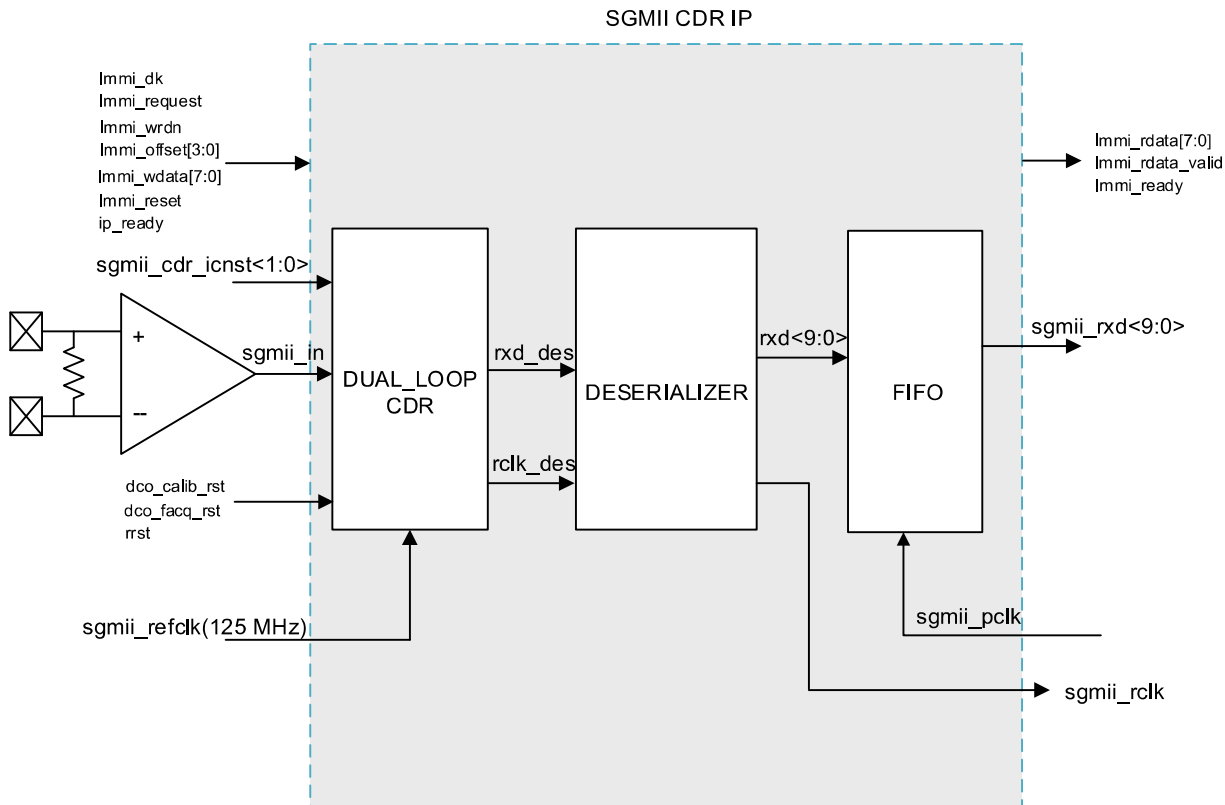 SGMII CDR IP
lmmi_clk
lmmi_request
lmmi_wrdn
lmmi_offset[3:0]
lmmi_wdata[7:0]
lmmi_reset
ip_ready
lmmi_rdata[7:0]
lmmi_rdata_valid
lmmi_ready
sgmii_cdr_icnst<1:0>
+
--
sgmii_in
DUAL_LOOP
CDR
rxd_des
rclk_des
DESERIALIZER
rxd<9:0>
FIFO
sgmii_rxd<9:0>
dco_calib_rst
dco_facq_rst
rrst
sgmii_refclk(125 MHz)
sgmii_pclk
sgmii_rclk